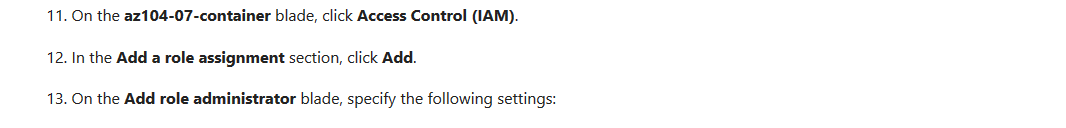 11. On the az104-07-container blade, click Access Control (IAM).
12. In the Add a role assignment section, click Add.
13. On the Add role administrator blade, specify the following settings: